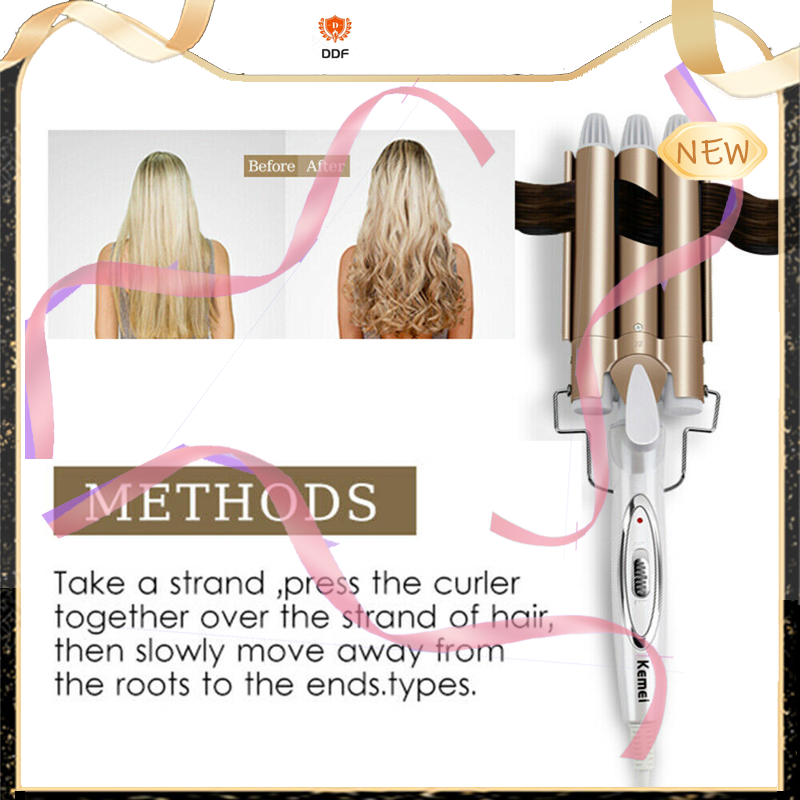 DDF
NEW
Before After
METHODS
Take a strand ,press the curler
together over the strand of hair,
then slowly move away from
the roots to the ends.types.
Kemei